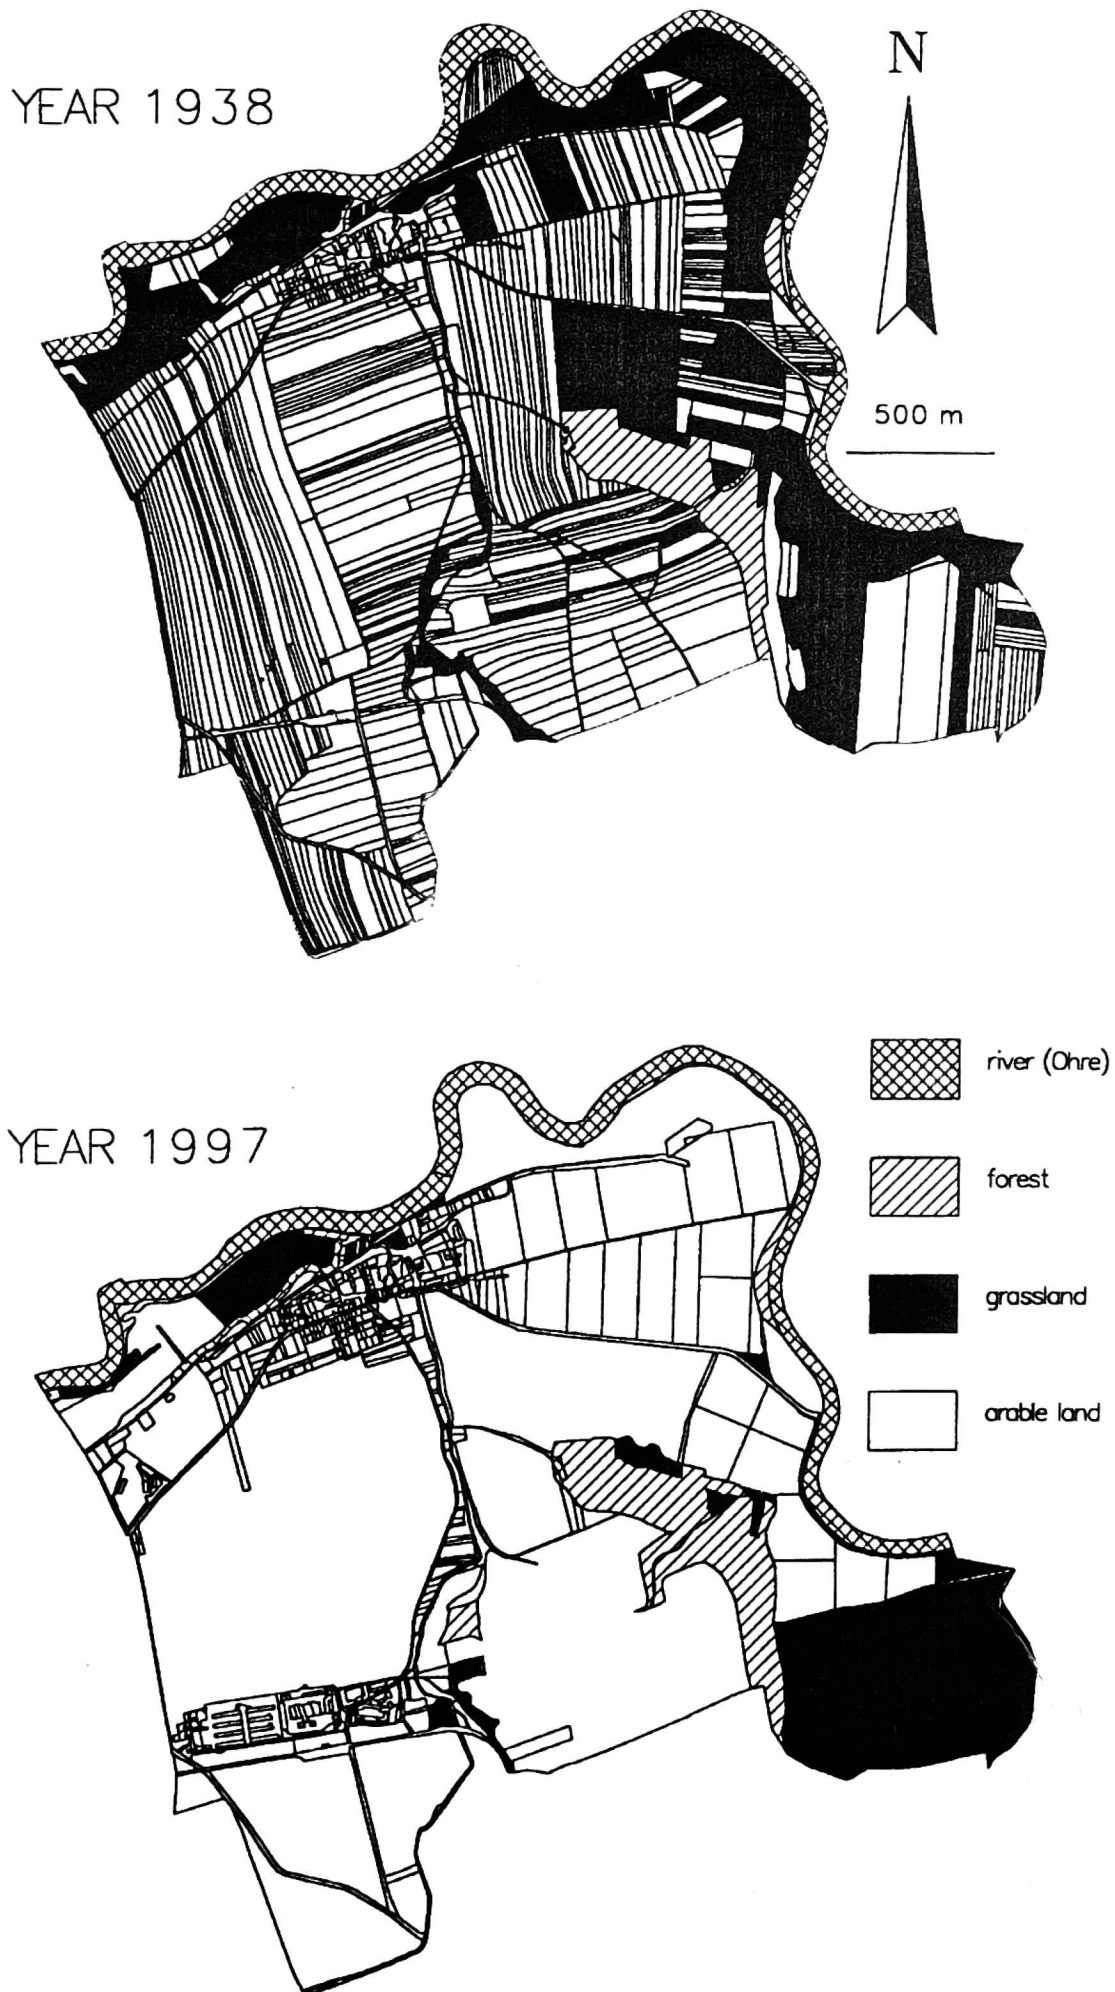 YEAR 1938
N
500 m
YEAR 1997
river (Ohre)
forest
grassland
arable land